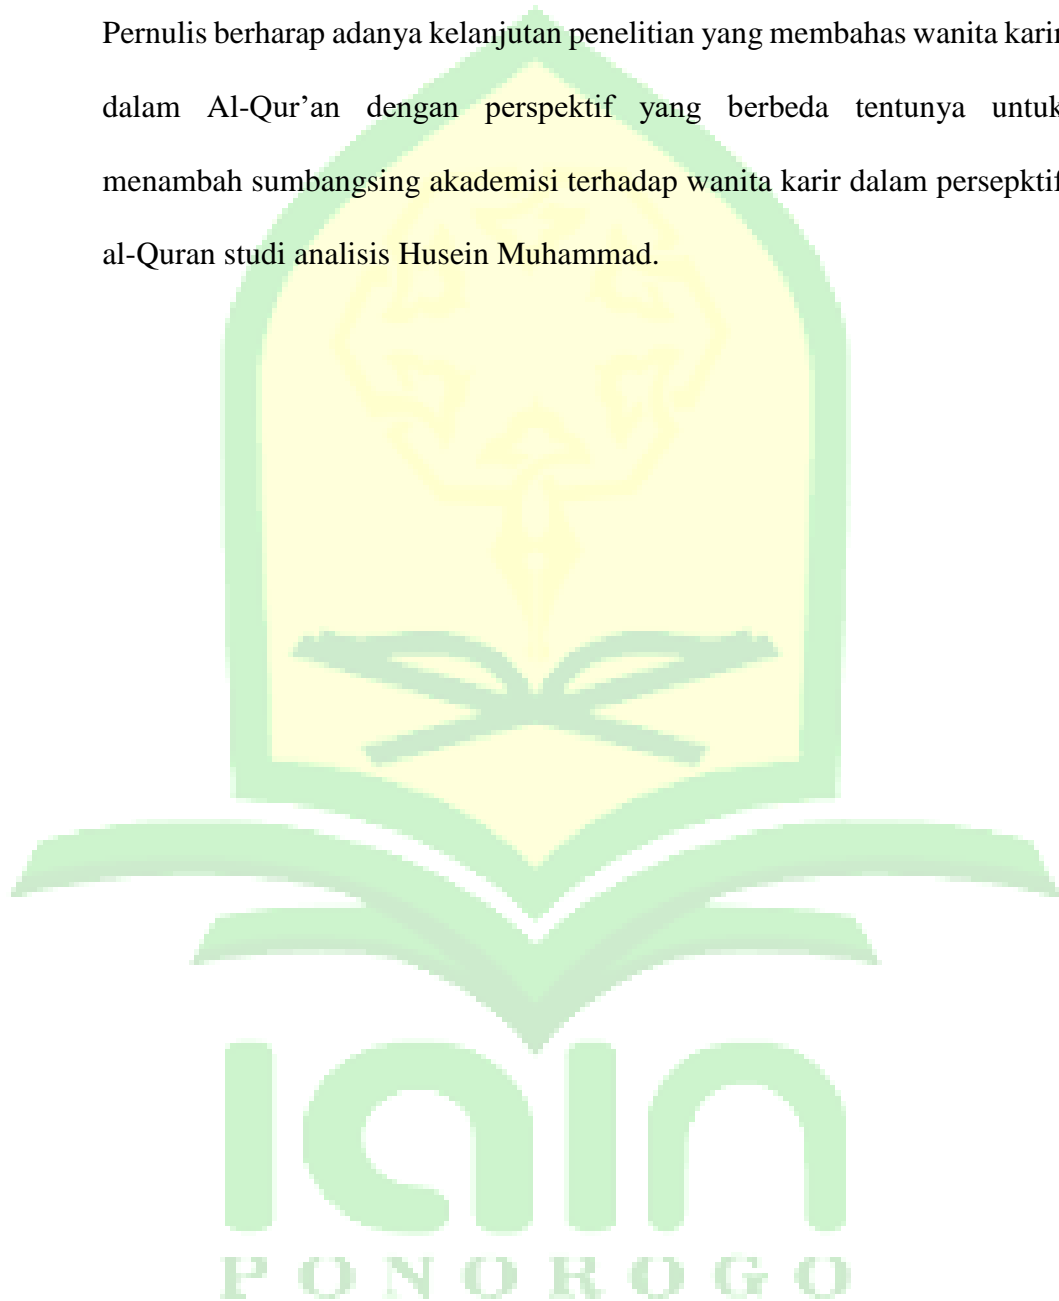 Pernulis berharap adanya kelanjutan penelitian yang membahas wanita karir
dalam Al-Qur’an dengan perspektif yang berbeda tentunya untuk
menambah sumbangsing akademisi terhadap wanita karir dalam persepktif
al-Quran studi analisis Husein Muhammad.
iain
PONOROGO